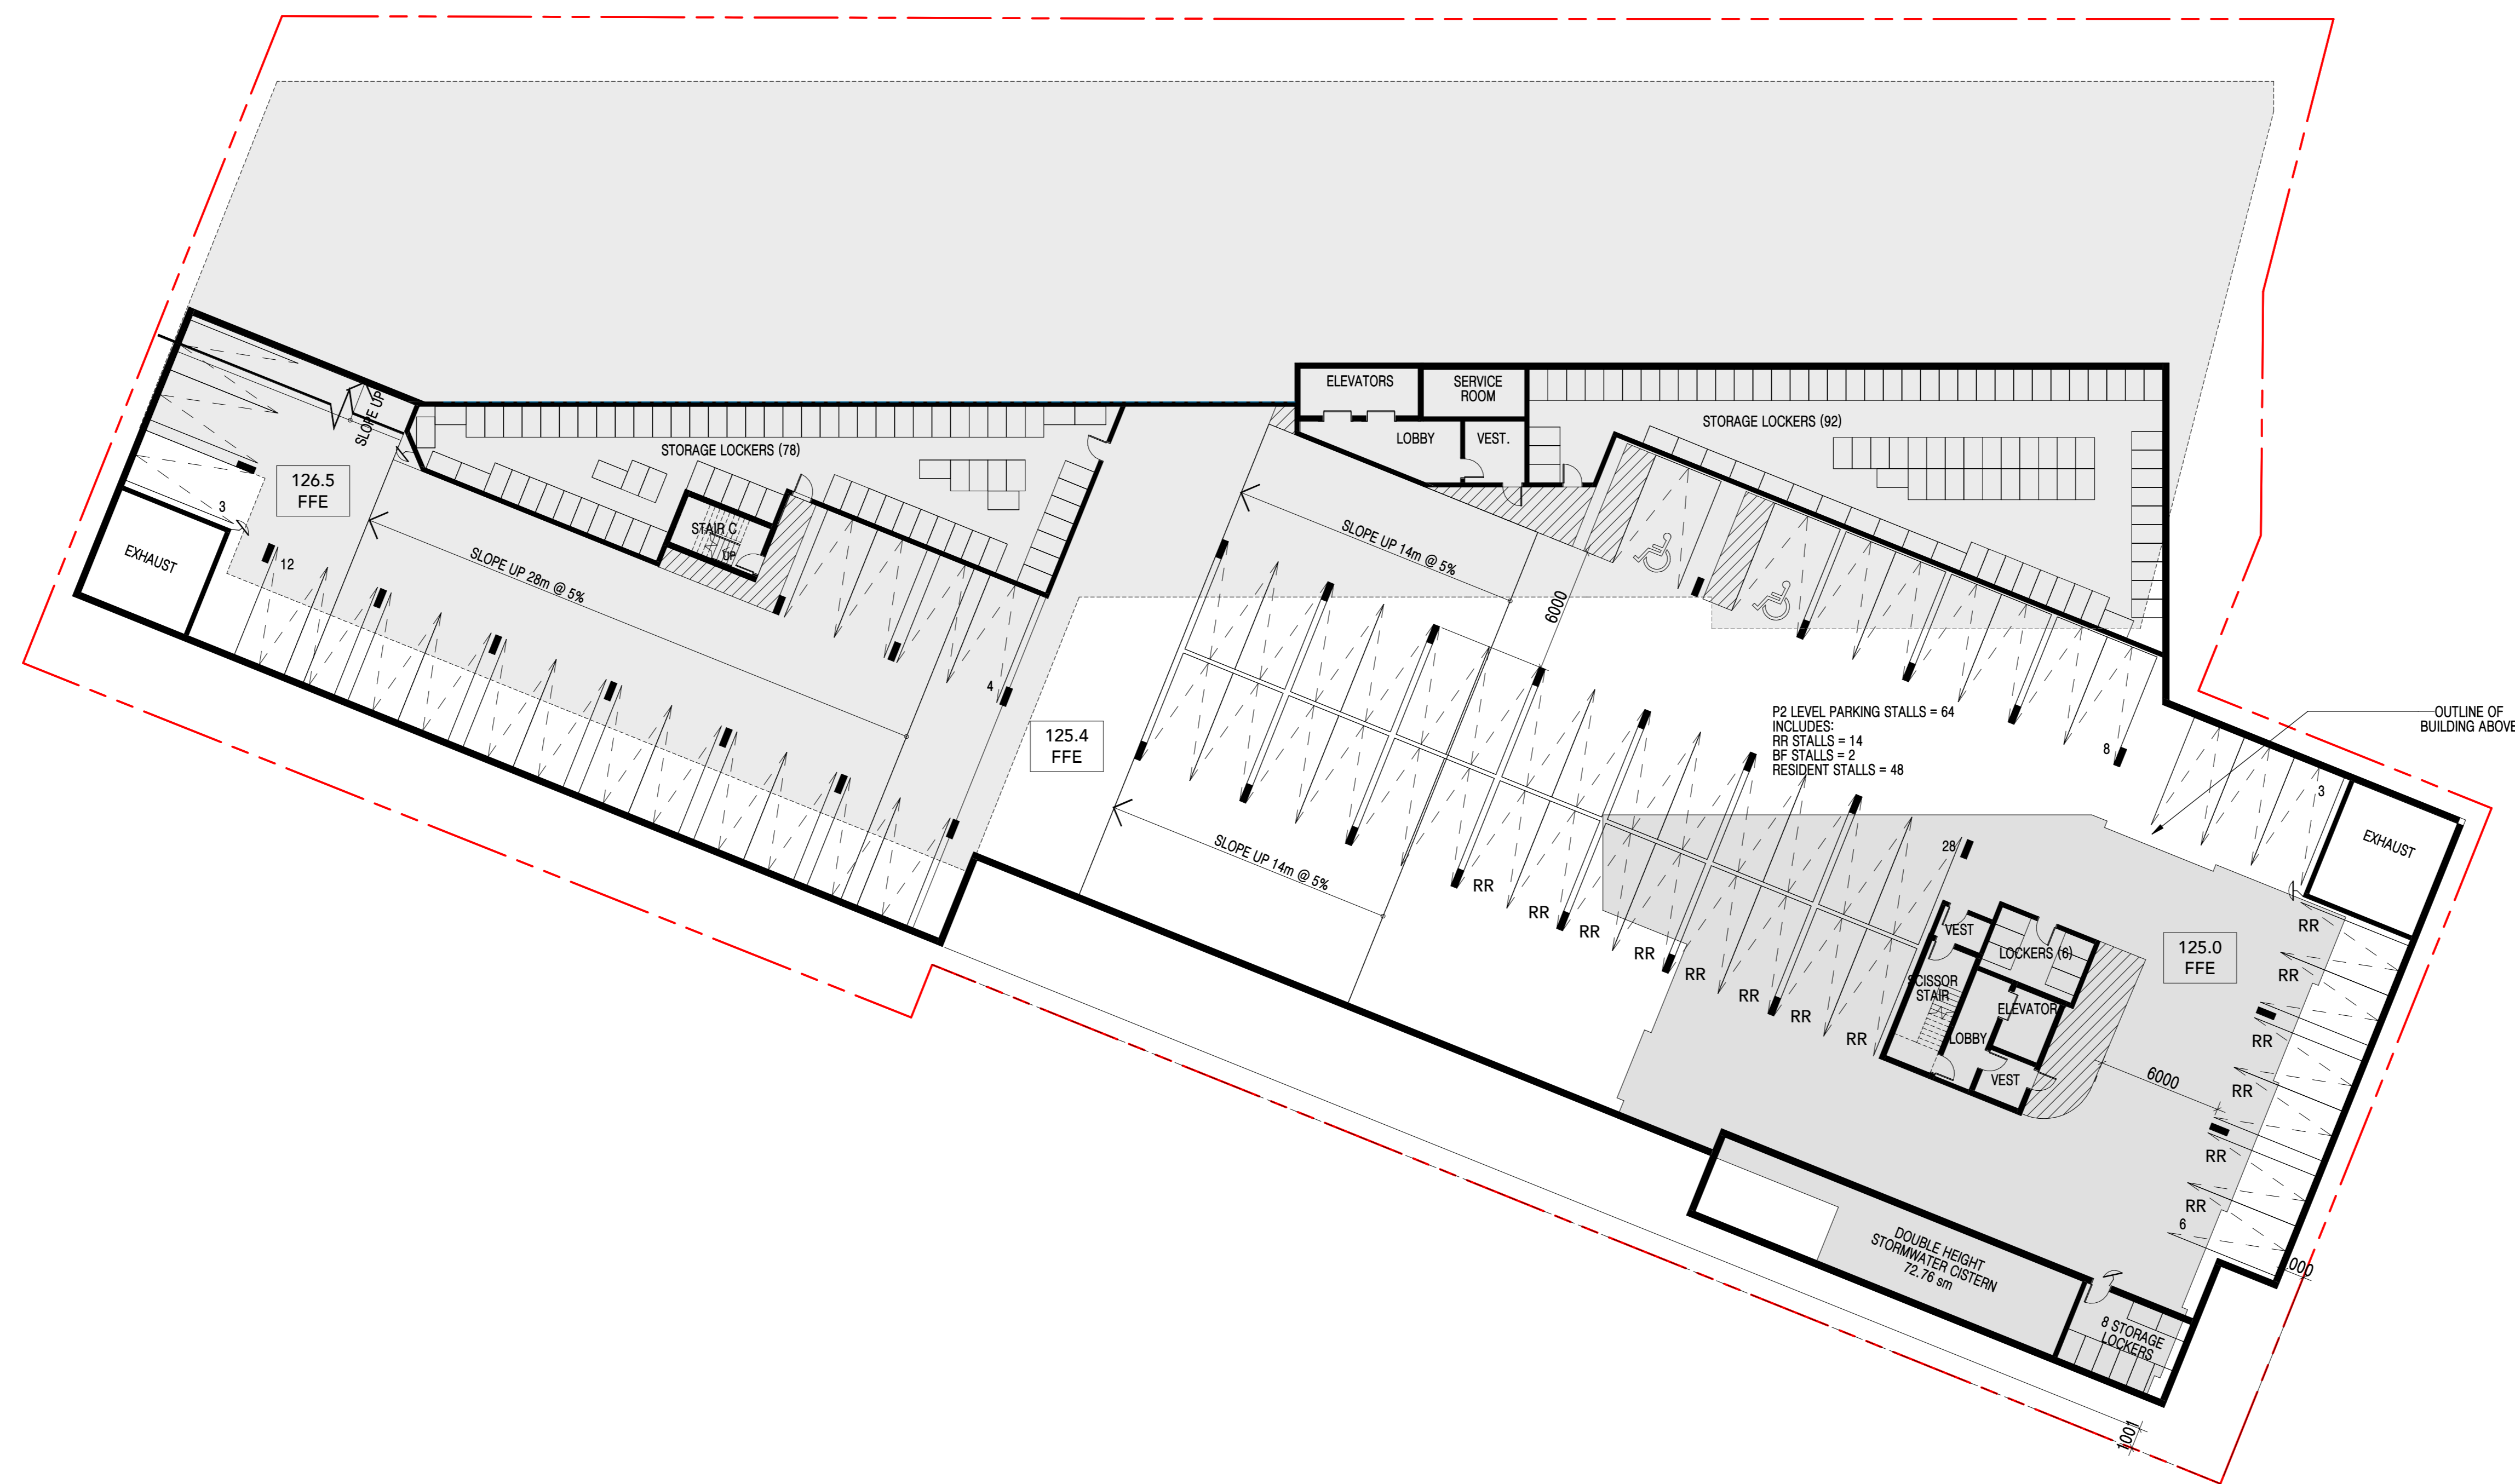 ELEVATORS
SERVICE
ROOM
SLOPE UP
STORAGE LOCKERS (78)
LOBBY
VEST.
STORAGE LOCKERS (92)
126.5
FFE
3
EXHAUST
12
SLOPE UP 28m @ 5%
STAIR C
UP
SLOPE UP 14m @ 5%
6000
4
125.4
FFE
P2 LEVEL PARKING STALLS = 64
INCLUDES:
RR STALLS = 14
BF STALLS = 2
RESIDENT STALLS = 48
8
OUTLINE OF
BUILDING ABOVE
3
EXHAUST
SLOPE UP 14m @ 5%
28
RR
RR
RR
RR
RR
RR
RR
RR
VEST
LOCKERS (6)
SCISSOR
STAIR
ELEVATOR
LOBBY
VEST
125.0
FFE
6000
RR
RR
RR
RR
RR
RR
6
000
DOUBLE HEIGHT
STORMWATER CISTERN
72.76 sm
8 STORAGE
LOCKERS
1001